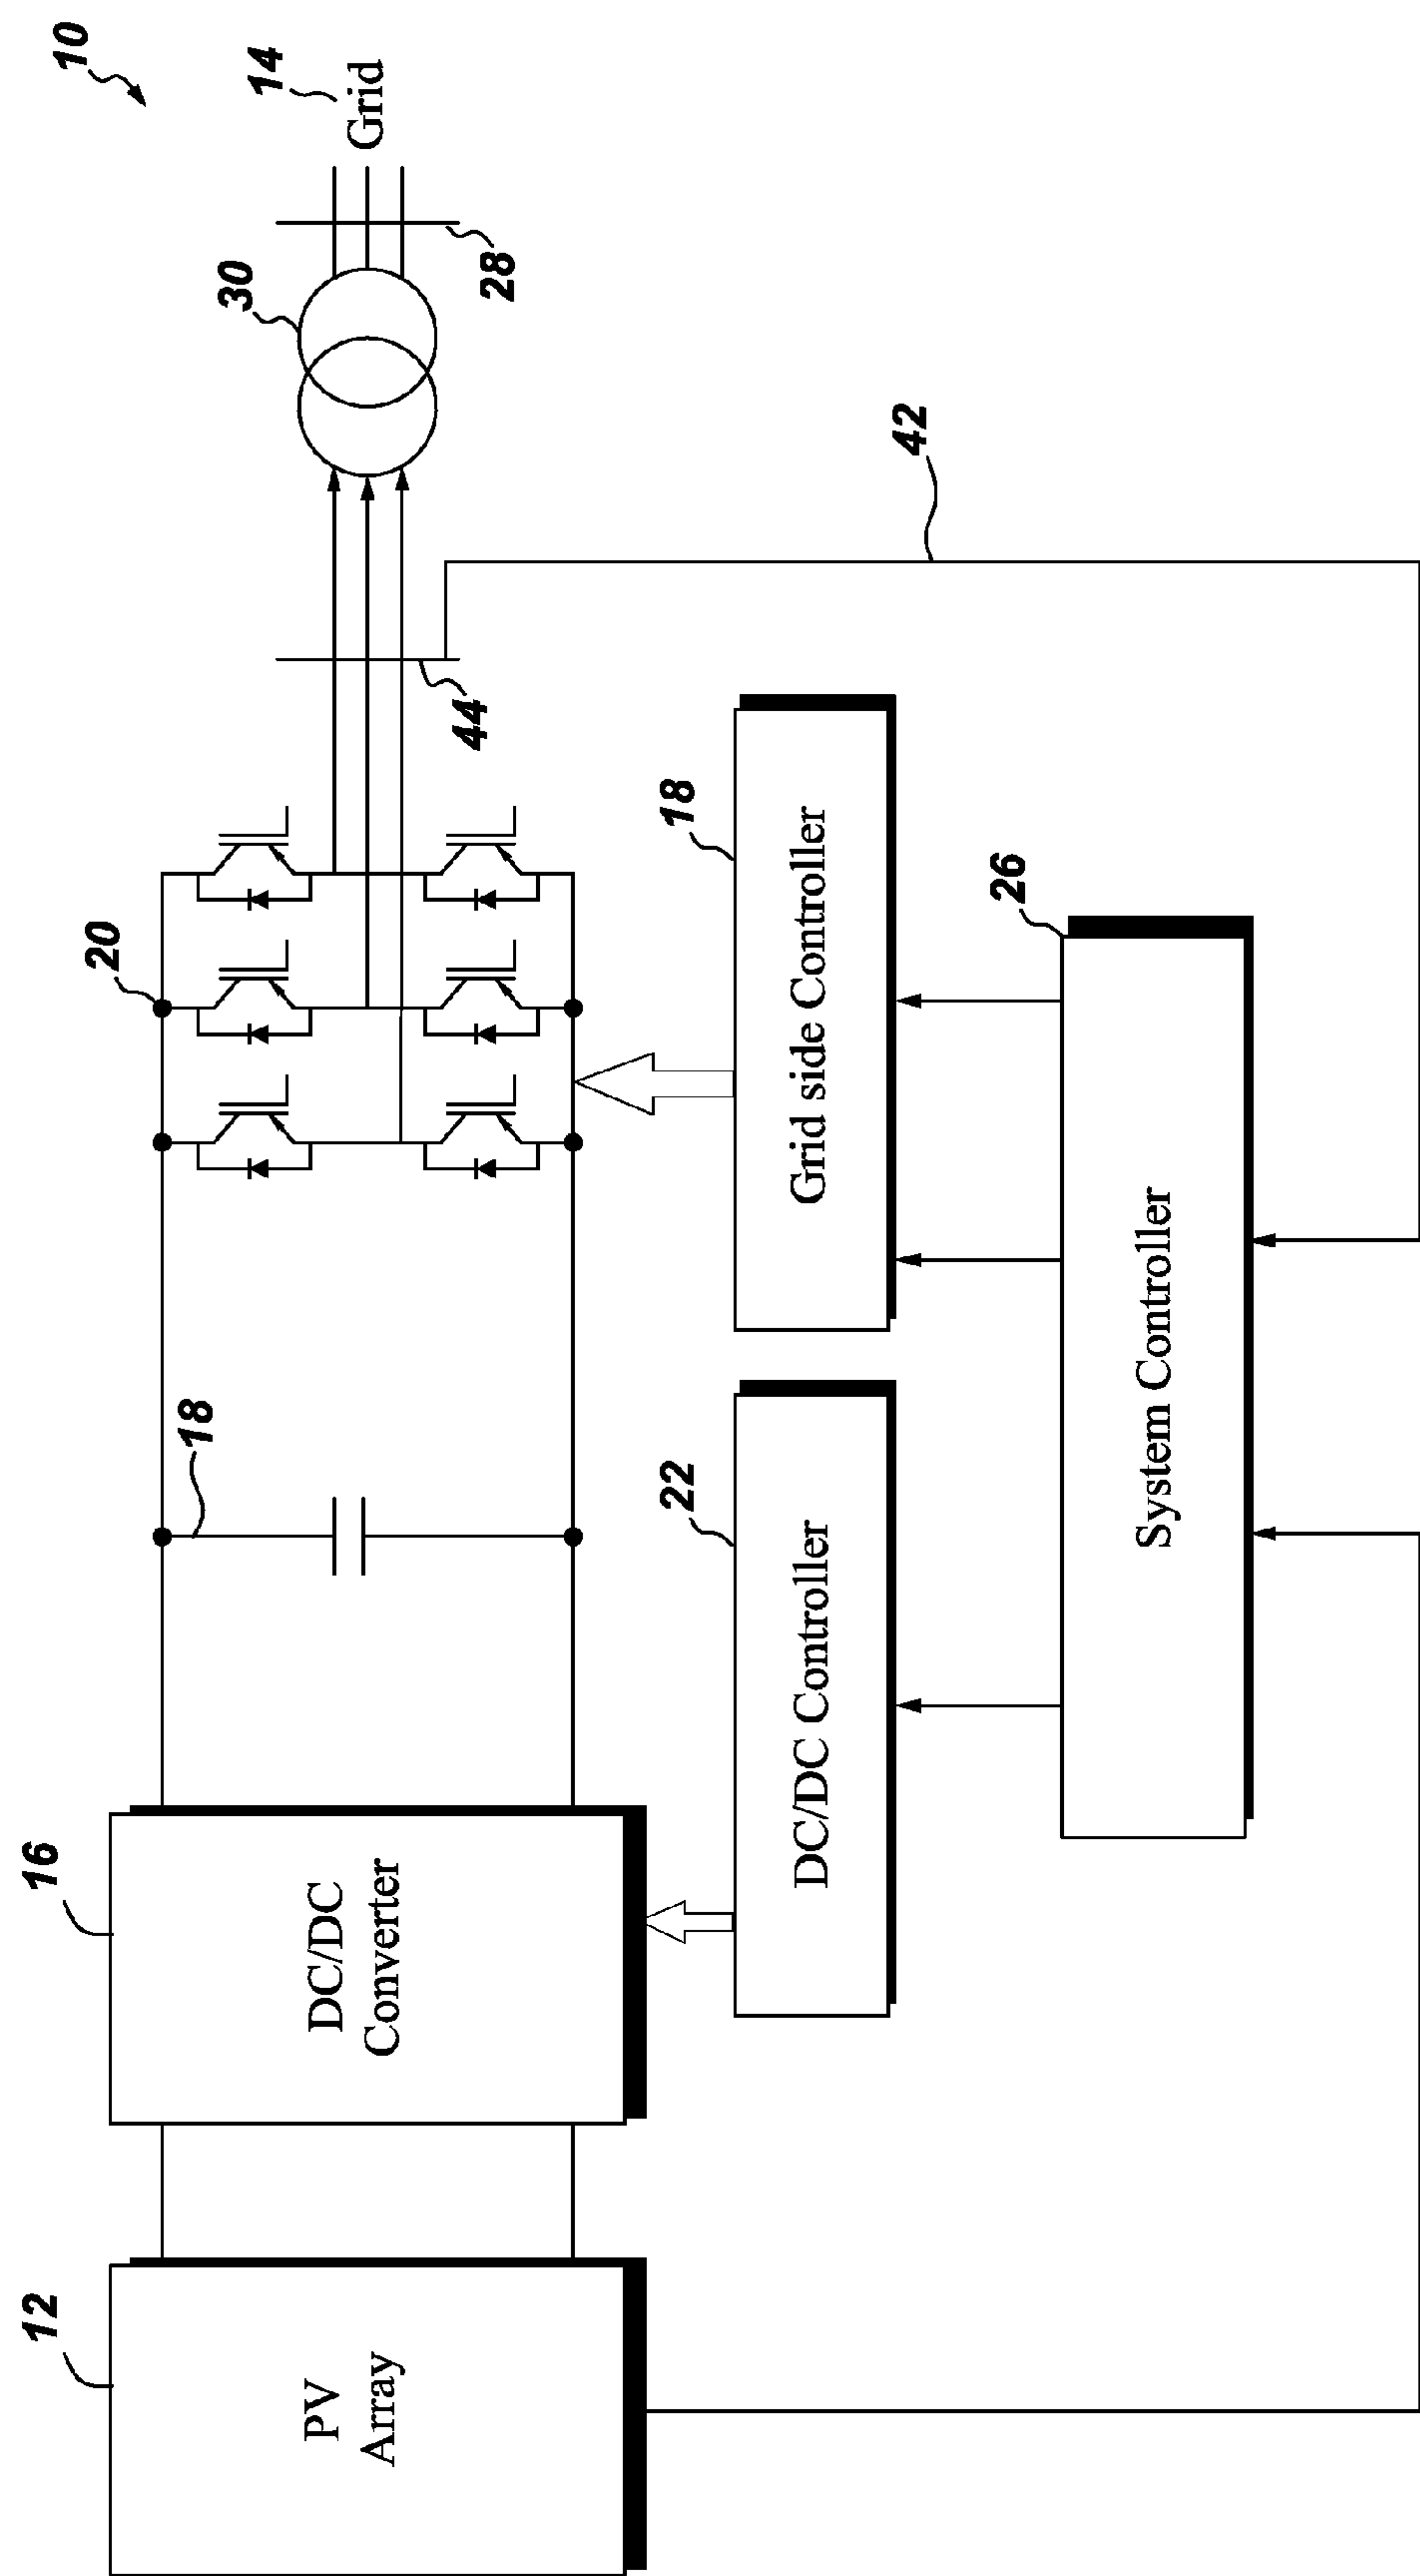 10
14
Grid
30
28
20
44
42
18
16
DC/DC
Converter
12
PV
Array
22
DC/DC Controller
18
Grid side Controller
26
System Controller